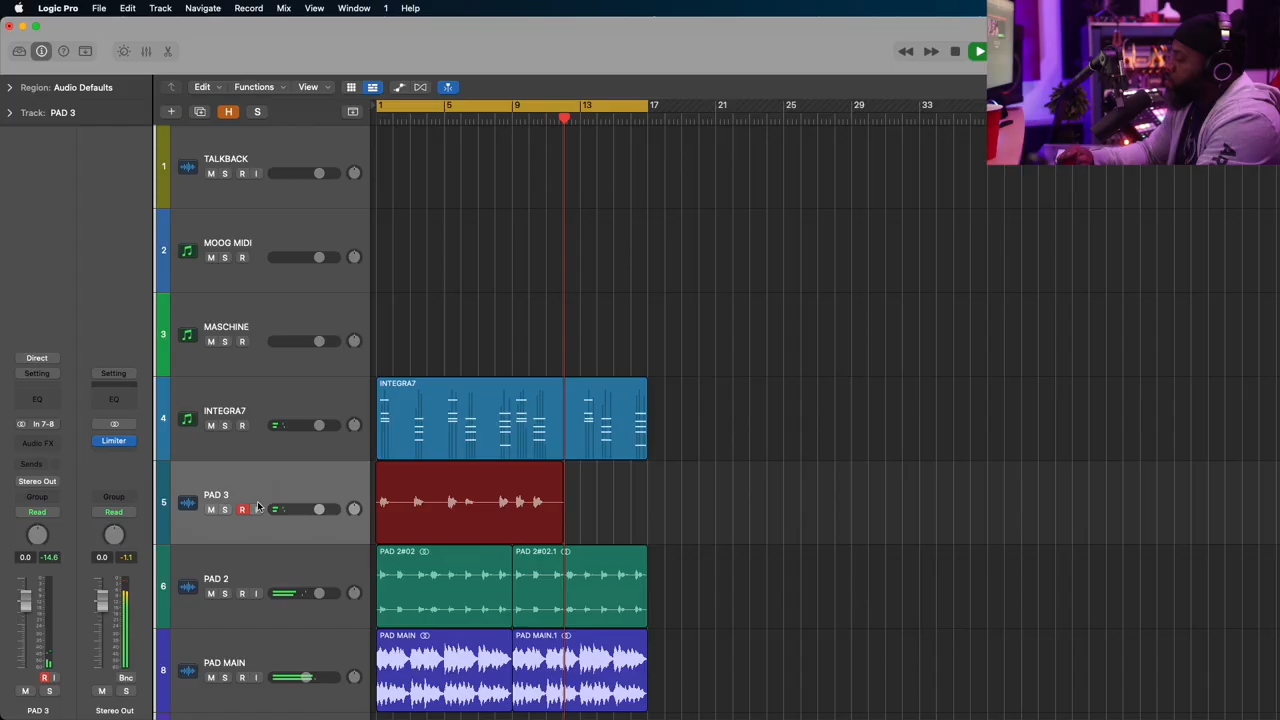 Logic Pro File Edit Track Navigate Record Mix View Window 1 Help
Region: Audio Defaults
Edit Functions View
Track: PAD 3
H S
1 5 9 13 17 21 25 29 33
1 TALKBACK
M S R I
2 MOOG MIDI
M S R
3 MASCHINE
M S R
INTEGRA7
4 INTEGRA7
M S R
5 PAD 3
M S R
PAD 2#02 PAD 2#02.1
6 PAD 2
M S R I
PAD MAIN PAD MAIN.1
8 PAD MAIN
M S R I
Direct
Setting Setting
EQ EQ
In 7-8
Audio FX Limiter
Sends
Stereo Out
Group Group
Read Read
0.0 -14.6 0.0 -1.1
R I Bnc
M S M S
PAD 3 Stereo Out